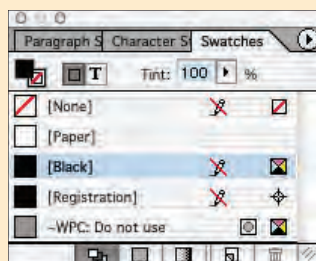 Paragraph S Character S Swatches
T Tint: 100 %
[None]
[Paper]
[Black]
[Registration]
~WPC: Do not use